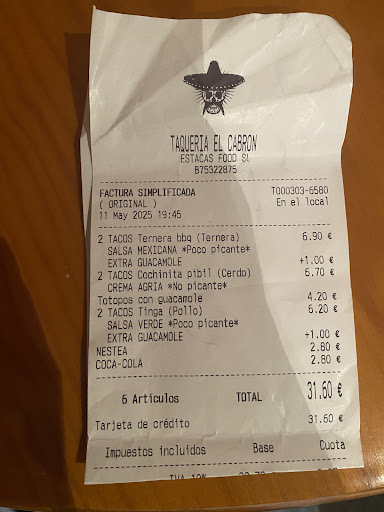 TAQUERIA EL CABRON
ESTACAS FOOD SL
B75322875
FACTURA SIMPLIFICADA T000303-6580
( ORIGINAL ) En el local
11 May 2025 19:45
2 TACOS Ternera bbq (Ternera) 6.90 €
SALSA MEXICANA *Poco picante*
EXTRA GUACAMOLE +1.00 €
2 TACOS Cochinita pibil (Cerdo) 6.70 €
CREMA AGRIA *No picante*
Totopos con guacamole 4.20 €
2 TACOS Tinga (Pollo) 6.20 €
SALSA VERDE *Poco picante*
EXTRA GUACAMOLE +1.00 €
NESTEA 2.80 €
COCA-COLA 2.80 €
6 Artículos TOTAL 31.60 €
Tarjeta de crédito 31.60 €
Impuestos incluidos Base Cuota
IVA 10%